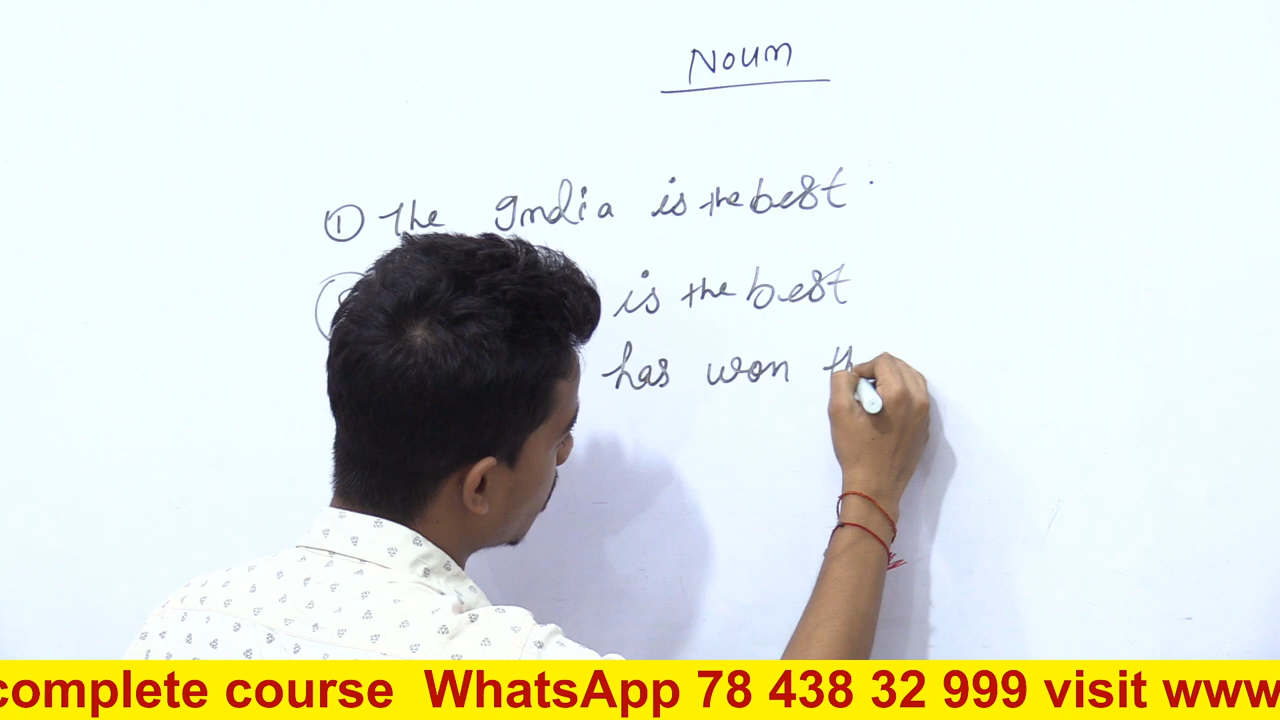 Noun
① The India is the best.
is the best
has won th
complete course WhatsApp 78 438 32 999 visit www